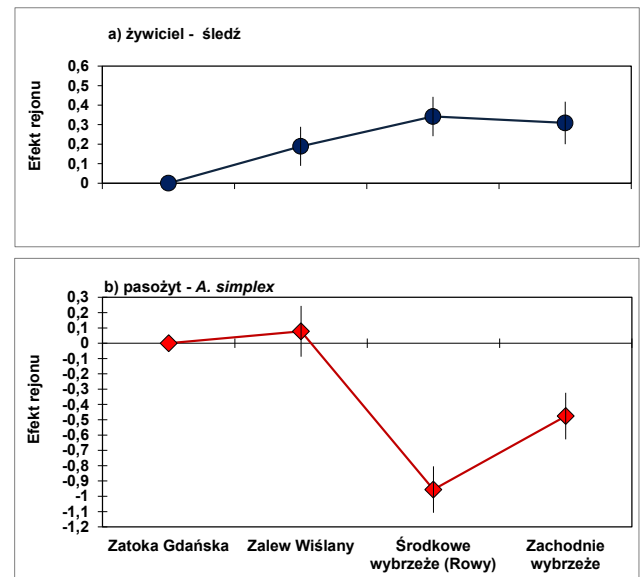 a) żywiciel - śledź
Efekt rejonu
0,6
0,5
0,4
0,3
0,2
0,1
0
b) pasożyt - A. simplex
Efekt rejonu
0,3
0,2
0,1
0
-0,1
-0,2
-0,3
-0,4
-0,5
-0,6
-0,7
-0,8
-0,9
-1
-1,1
-1,2
Zatoka Gdańska
Zalew Wiślany
Środkowe
wybrzeże (Rowy)
Zachodnie
wybrzeże